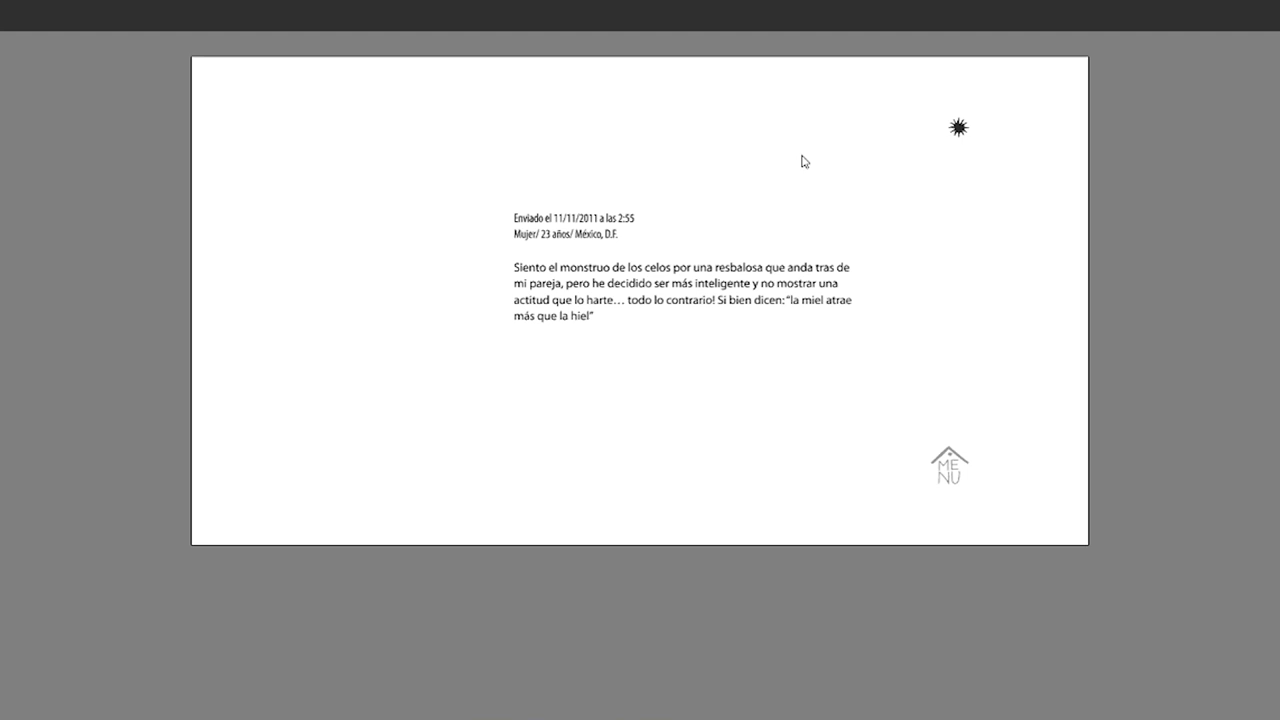 Enviado el 11/11/2011 a las 2:55
Mujer/ 23 años/ México, D.F.
Siento el monstruo de los celos por una resbalosa que anda tras de
mi pareja, pero he decidido ser más inteligente y no mostrar una
actitud que lo harte… todo lo contrario! Si bien dicen: “la miel atrae
más que la hiel”
ME
NU